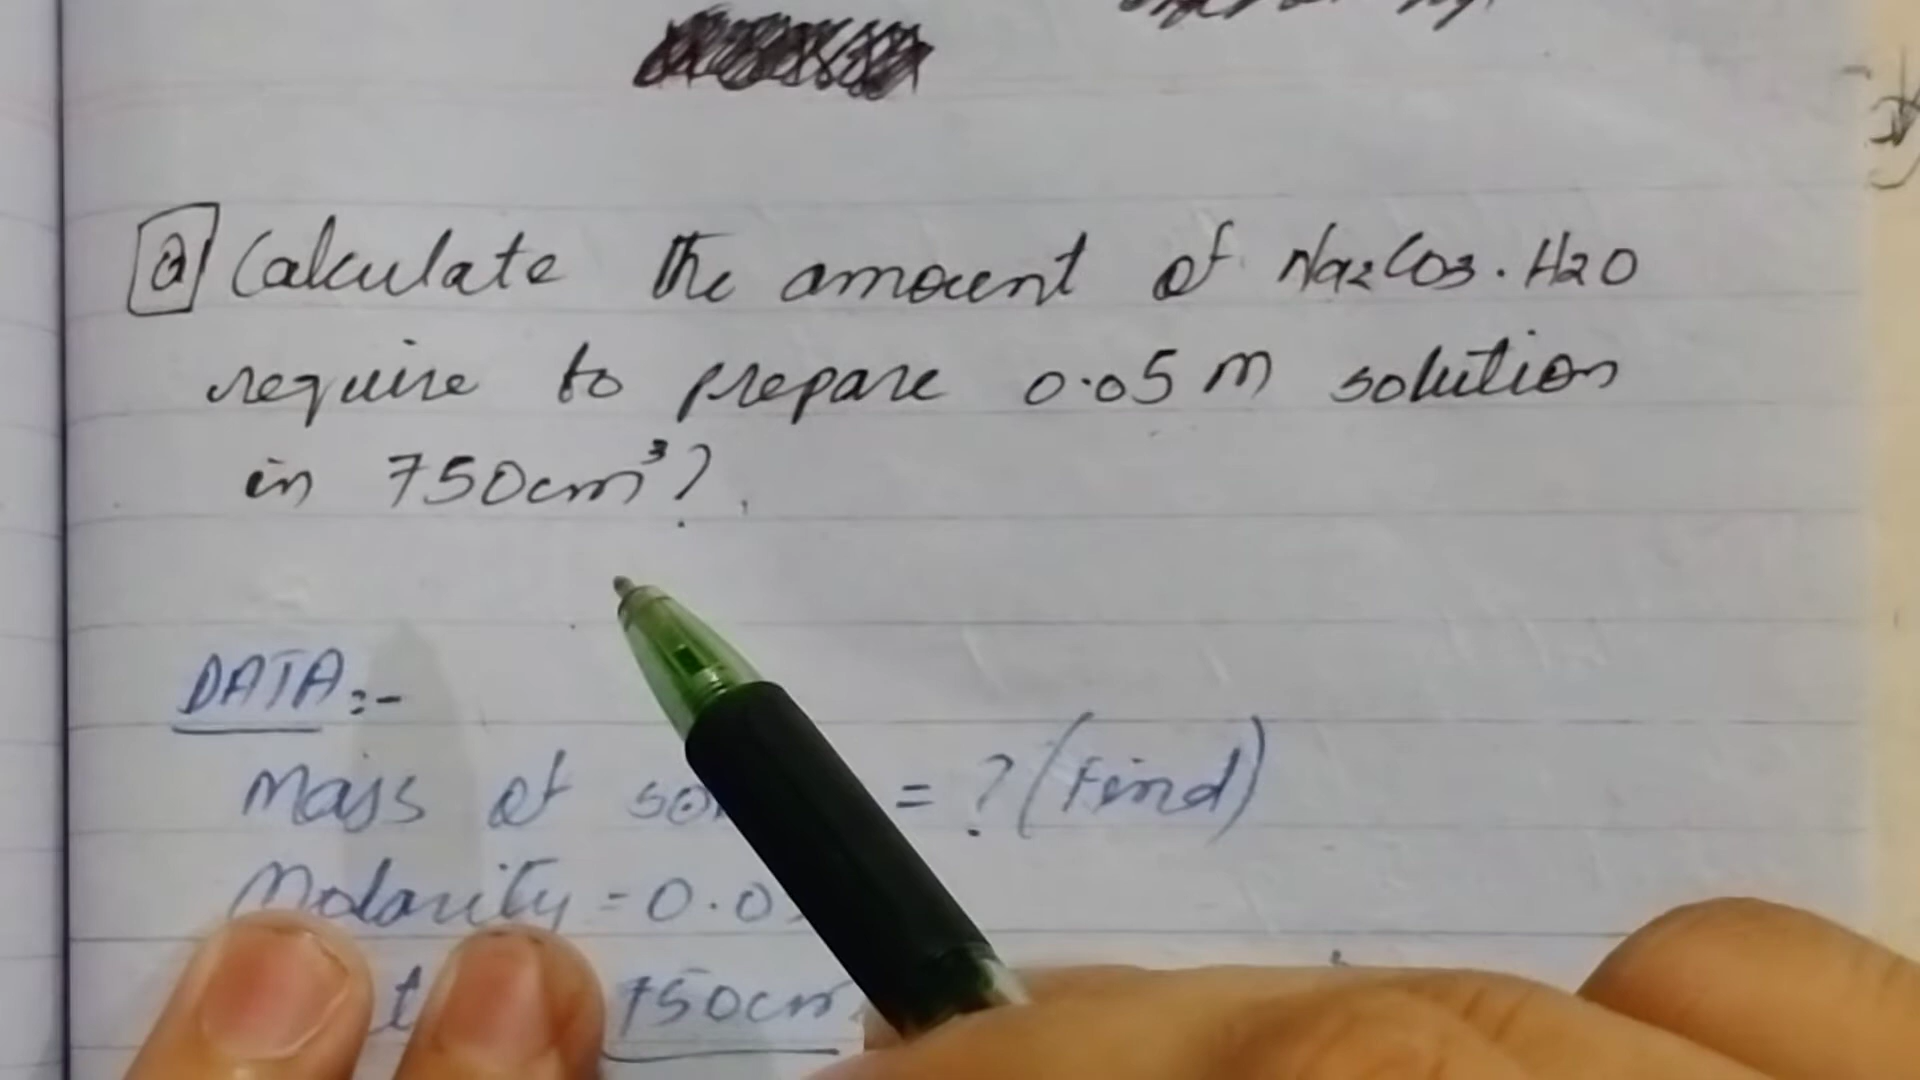 Q Calculate the amount of Na2CO3.H2O
require to prepare 0.05 m solution
in 750cm³?
DATA:-
Mass of = ? (Find)
Molarity = 0.0
750cm